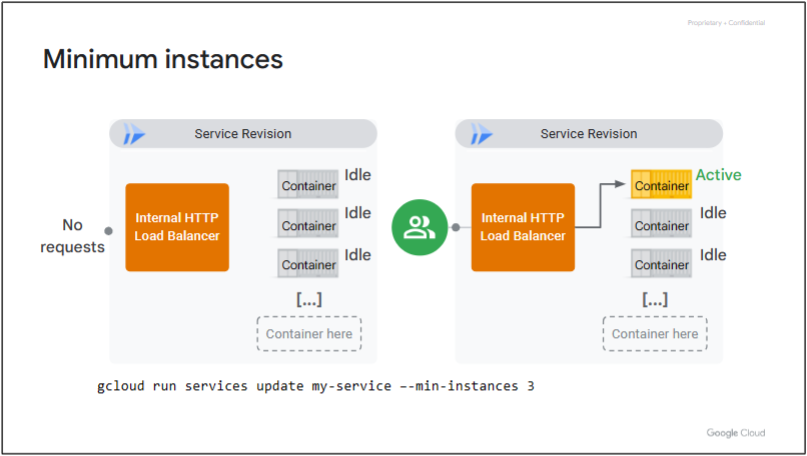 Proprietary + Confidential
Minimum instances
Service Revision
Internal HTTP
Load Balancer
Container
Idle
Container
Idle
Container
Idle
[...]
Container here
No
requests
Service Revision
Internal HTTP
Load Balancer
Container
Active
Container
Idle
Container
Idle
[...]
Container here
gcloud run services update my-service --min-instances 3
Google Cloud